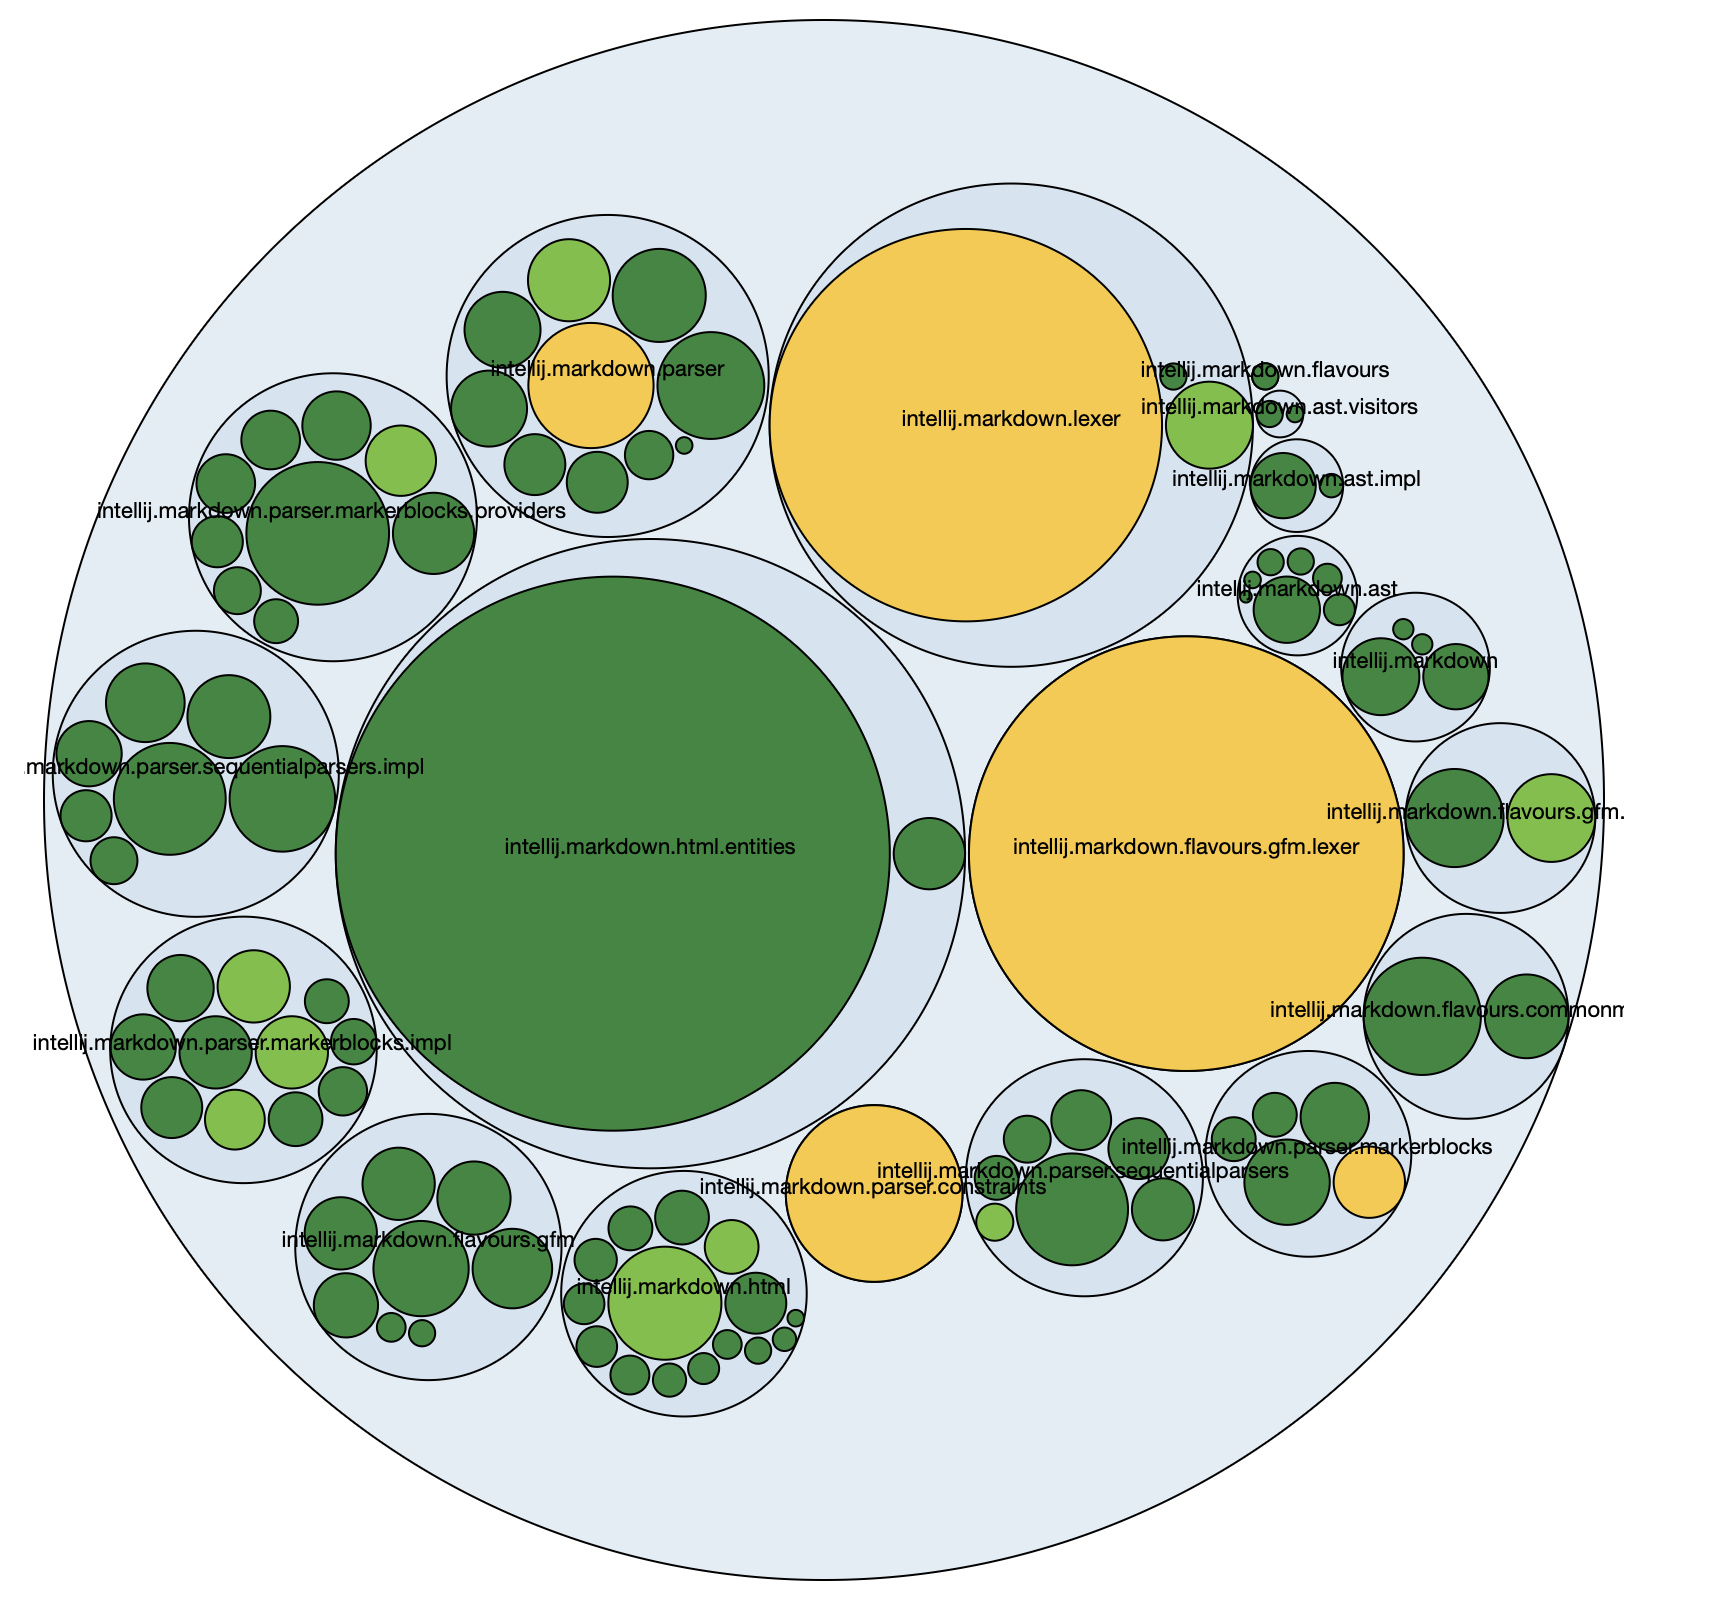 intellij.markdown.parser
intellij.markdown.flavours
intellij.markdown.ast.visitors
intellij.markdown.lexer
intellij.markdown.ast.impl
intellij.markdown.parser.markerblocks.providers
intellij.markdown.ast
intellij.markdown
.markdown.parser.sequentialparsers.impl
intellij.markdown.flavours.gfm.
intellij.markdown.html.entities
intellij.markdown.flavours.gfm.lexer
intellij.markdown.flavours.commonm
intellij.markdown.parser.markerblocks.impl
intellij.markdown.parser.markerblocks
intellij.markdown.parser.sequentialparsers
intellij.markdown.parser.constraints
intellij.markdown.flavours.gfm
intellij.markdown.html